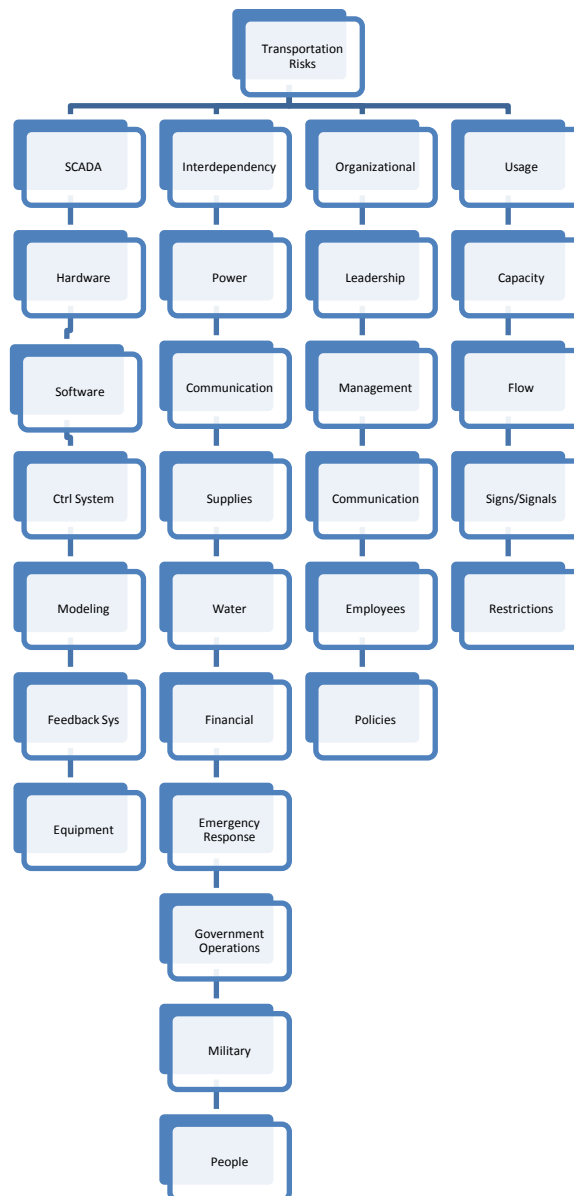 Transportation
Risks
SCADA
Interdependency
Organizational
Usage
Hardware
Power
Leadership
Capacity
Software
Communication
Management
Flow
Ctrl System
Supplies
Communication
Signs/Signals
Modeling
Water
Employees
Restrictions
Feedback Sys
Financial
Policies
Equipment
Emergency
Response
Government
Operations
Military
People